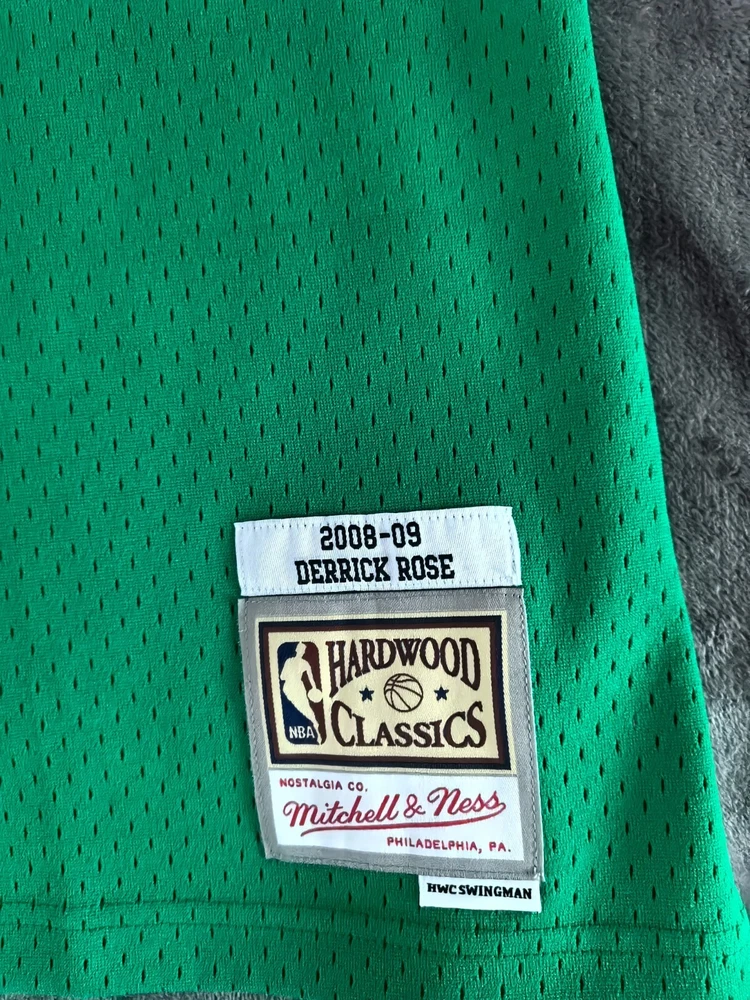 2008-09
DERRICK ROSE
HARDWOOD
CLASSICS
NBA
NOSTALGIA CO.
Mitchell & Ness
PHILADELPHIA, PA.
HWC SWINGMAN